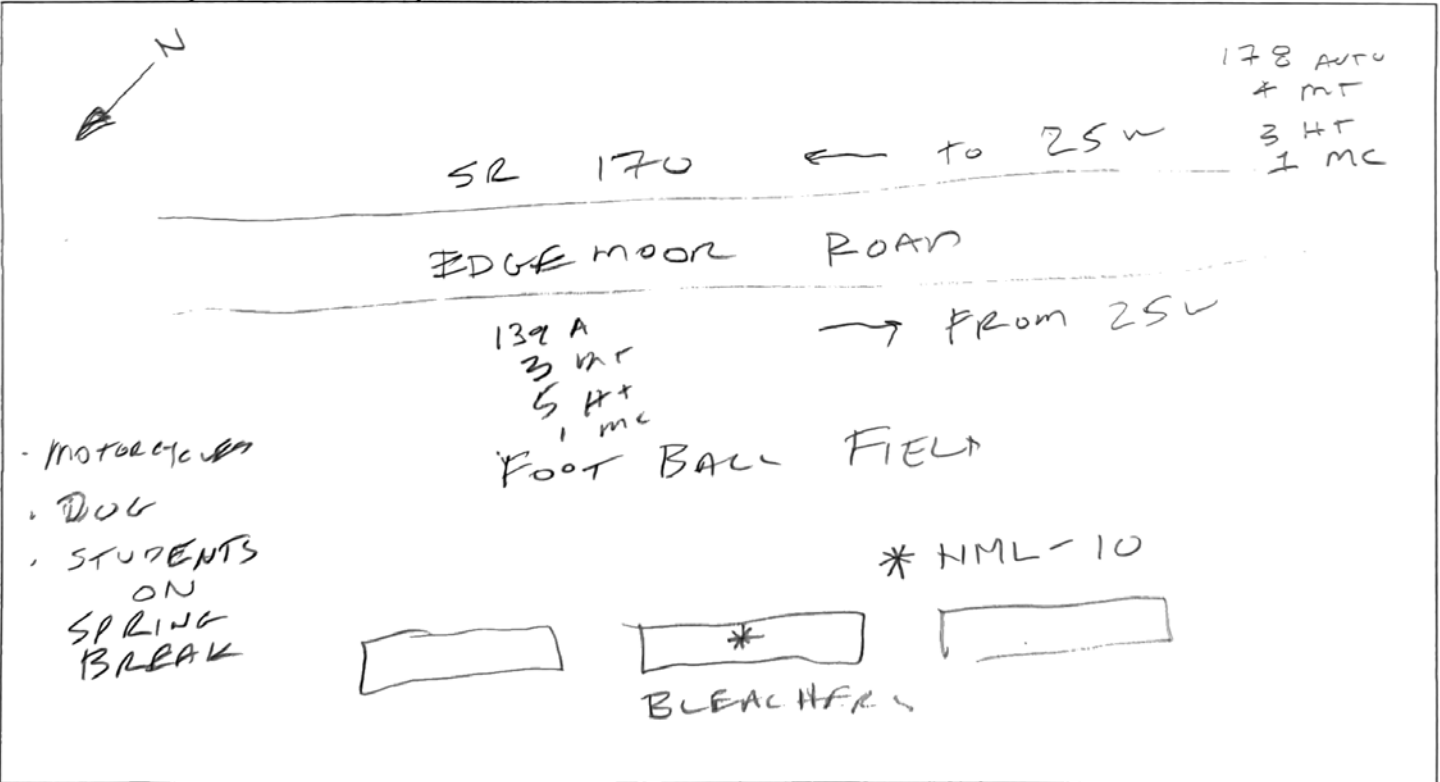 N
178 AUTO
4 MT
3 HT
1 MC
SR 170 ← to 25W
EDGEMOOR ROAD
139 A
3 MT
5 HT
1 MC
→ FROM 25W
FOOT BALL FIELD
· MOTORCYCLES
· DOG
· STUDENTS
ON
SPRING
BREAK
* NML-10
*
BLEACHERS